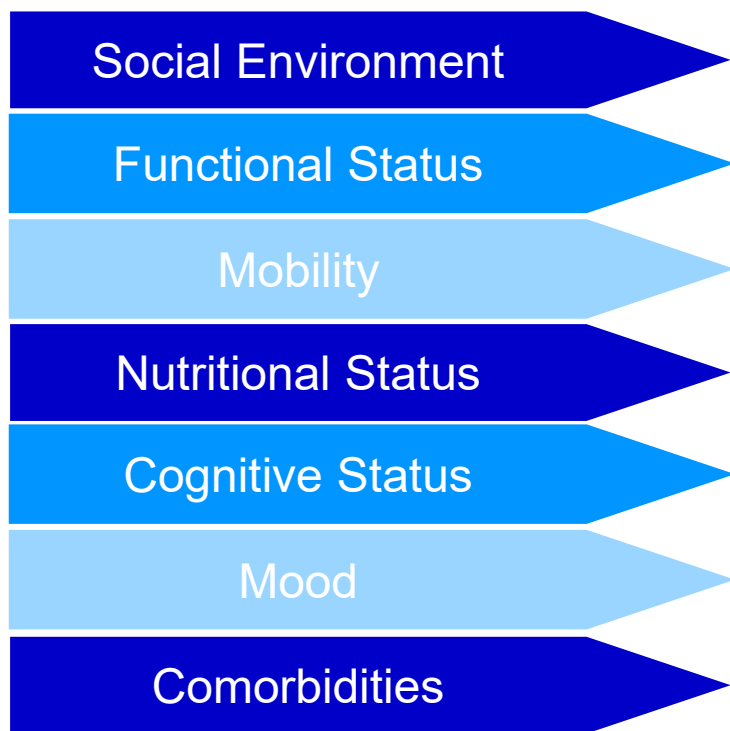 Social Environment
Functional Status
Mobility
Nutritional Status
Cognitive Status
Mood
Comorbidities